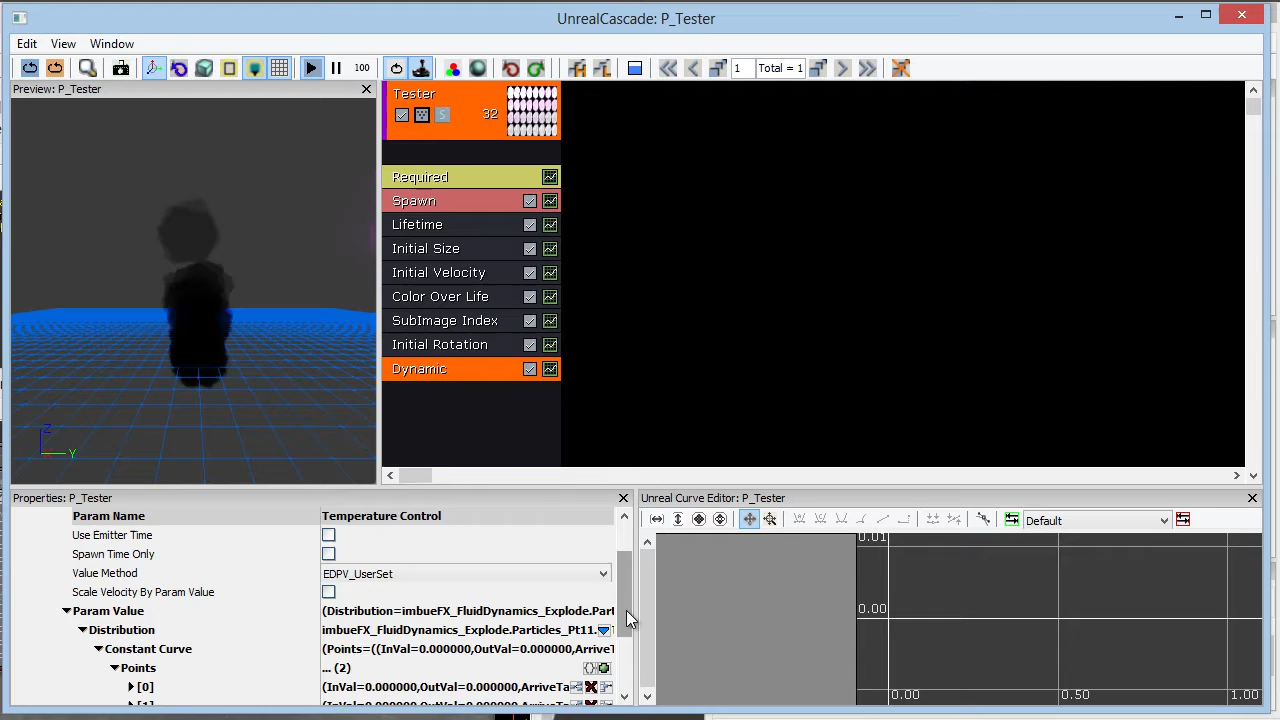 UnrealCascade: P_Tester
Edit View Window
100
1 Total = 1
Preview: P_Tester
Tester
S 32
Required
Spawn
Lifetime
Initial Size
Initial Velocity
Color Over Life
SubImage Index
Initial Rotation
Dynamic
Z
Y
Properties: P_Tester
Param Name Temperature Control
Use Emitter Time
Spawn Time Only
Value Method EDPV_UserSet
Scale Velocity By Param Value
Param Value (Distribution=imbueFX_FluidDynamics_Explode.Part
Distribution imbueFX_FluidDynamics_Explode.Particles_Pt11.
Constant Curve (Points=((InVal=0.000000,OutVal=0.000000,ArriveTa
Points ... (2)
[0] (InVal=0.000000,OutVal=0.000000,ArriveTa
Unreal Curve Editor: P_Tester
Default
0.01
0.00
0.00 0.50 1.00